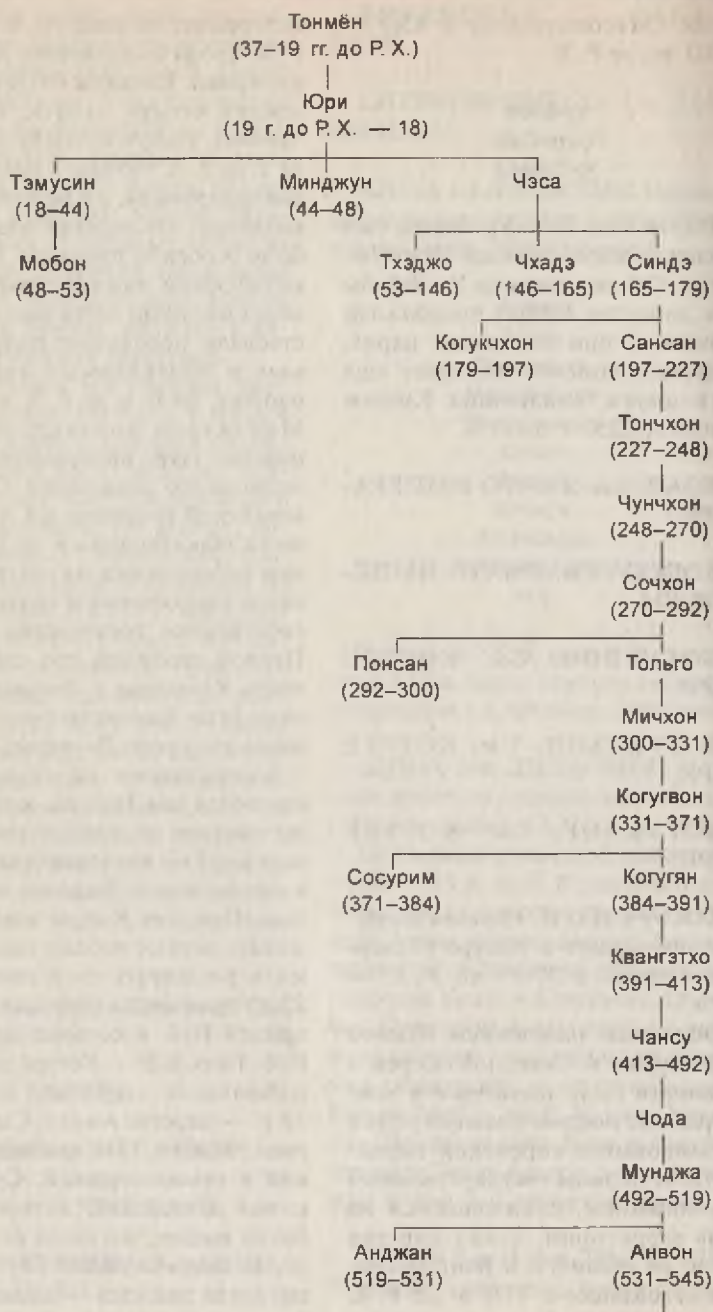 Тонмён
(37–19 гг. до Р. Х.)
Юри
(19 г. до Р. Х. — 18)
Тэмусин Минджун Чэса
(18–44) (44–48)
Мобон Тхэджо Чхадэ Синдэ
(48–53) (53–146) (146–165) (165–179)
Когукчхон Сансан
(179–197) (197–227)
Тончхон
(227–248)
Чунчхон
(248–270)
Сочхон
(270–292)
Понсан Тольго
(292–300)
Мичхон
(300–331)
Когугвон
(331–371)
Сосурим Когугян
(371–384) (384–391)
Квангэтхо
(391–413)
Чансу
(413–492)
Чода
Мунджа
(492–519)
Анджан Анвон
(519–531) (531–545)